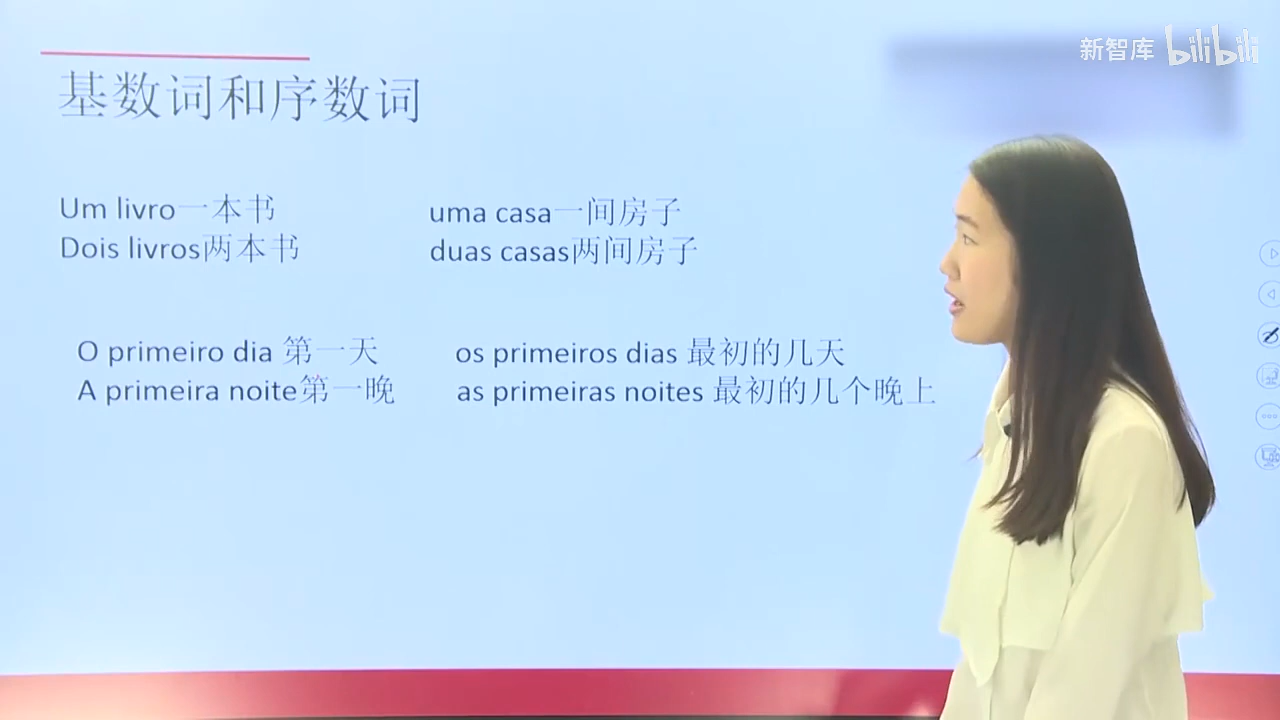 新智库 bilibili
基数词和序数词
Um livro一本书
uma casa一间房子
Dois livros两本书
duas casas两间房子
O primeiro dia 第一天
os primeiros dias 最初的几天
A primeira noite第一晚
as primeiras noites 最初的几个晚上